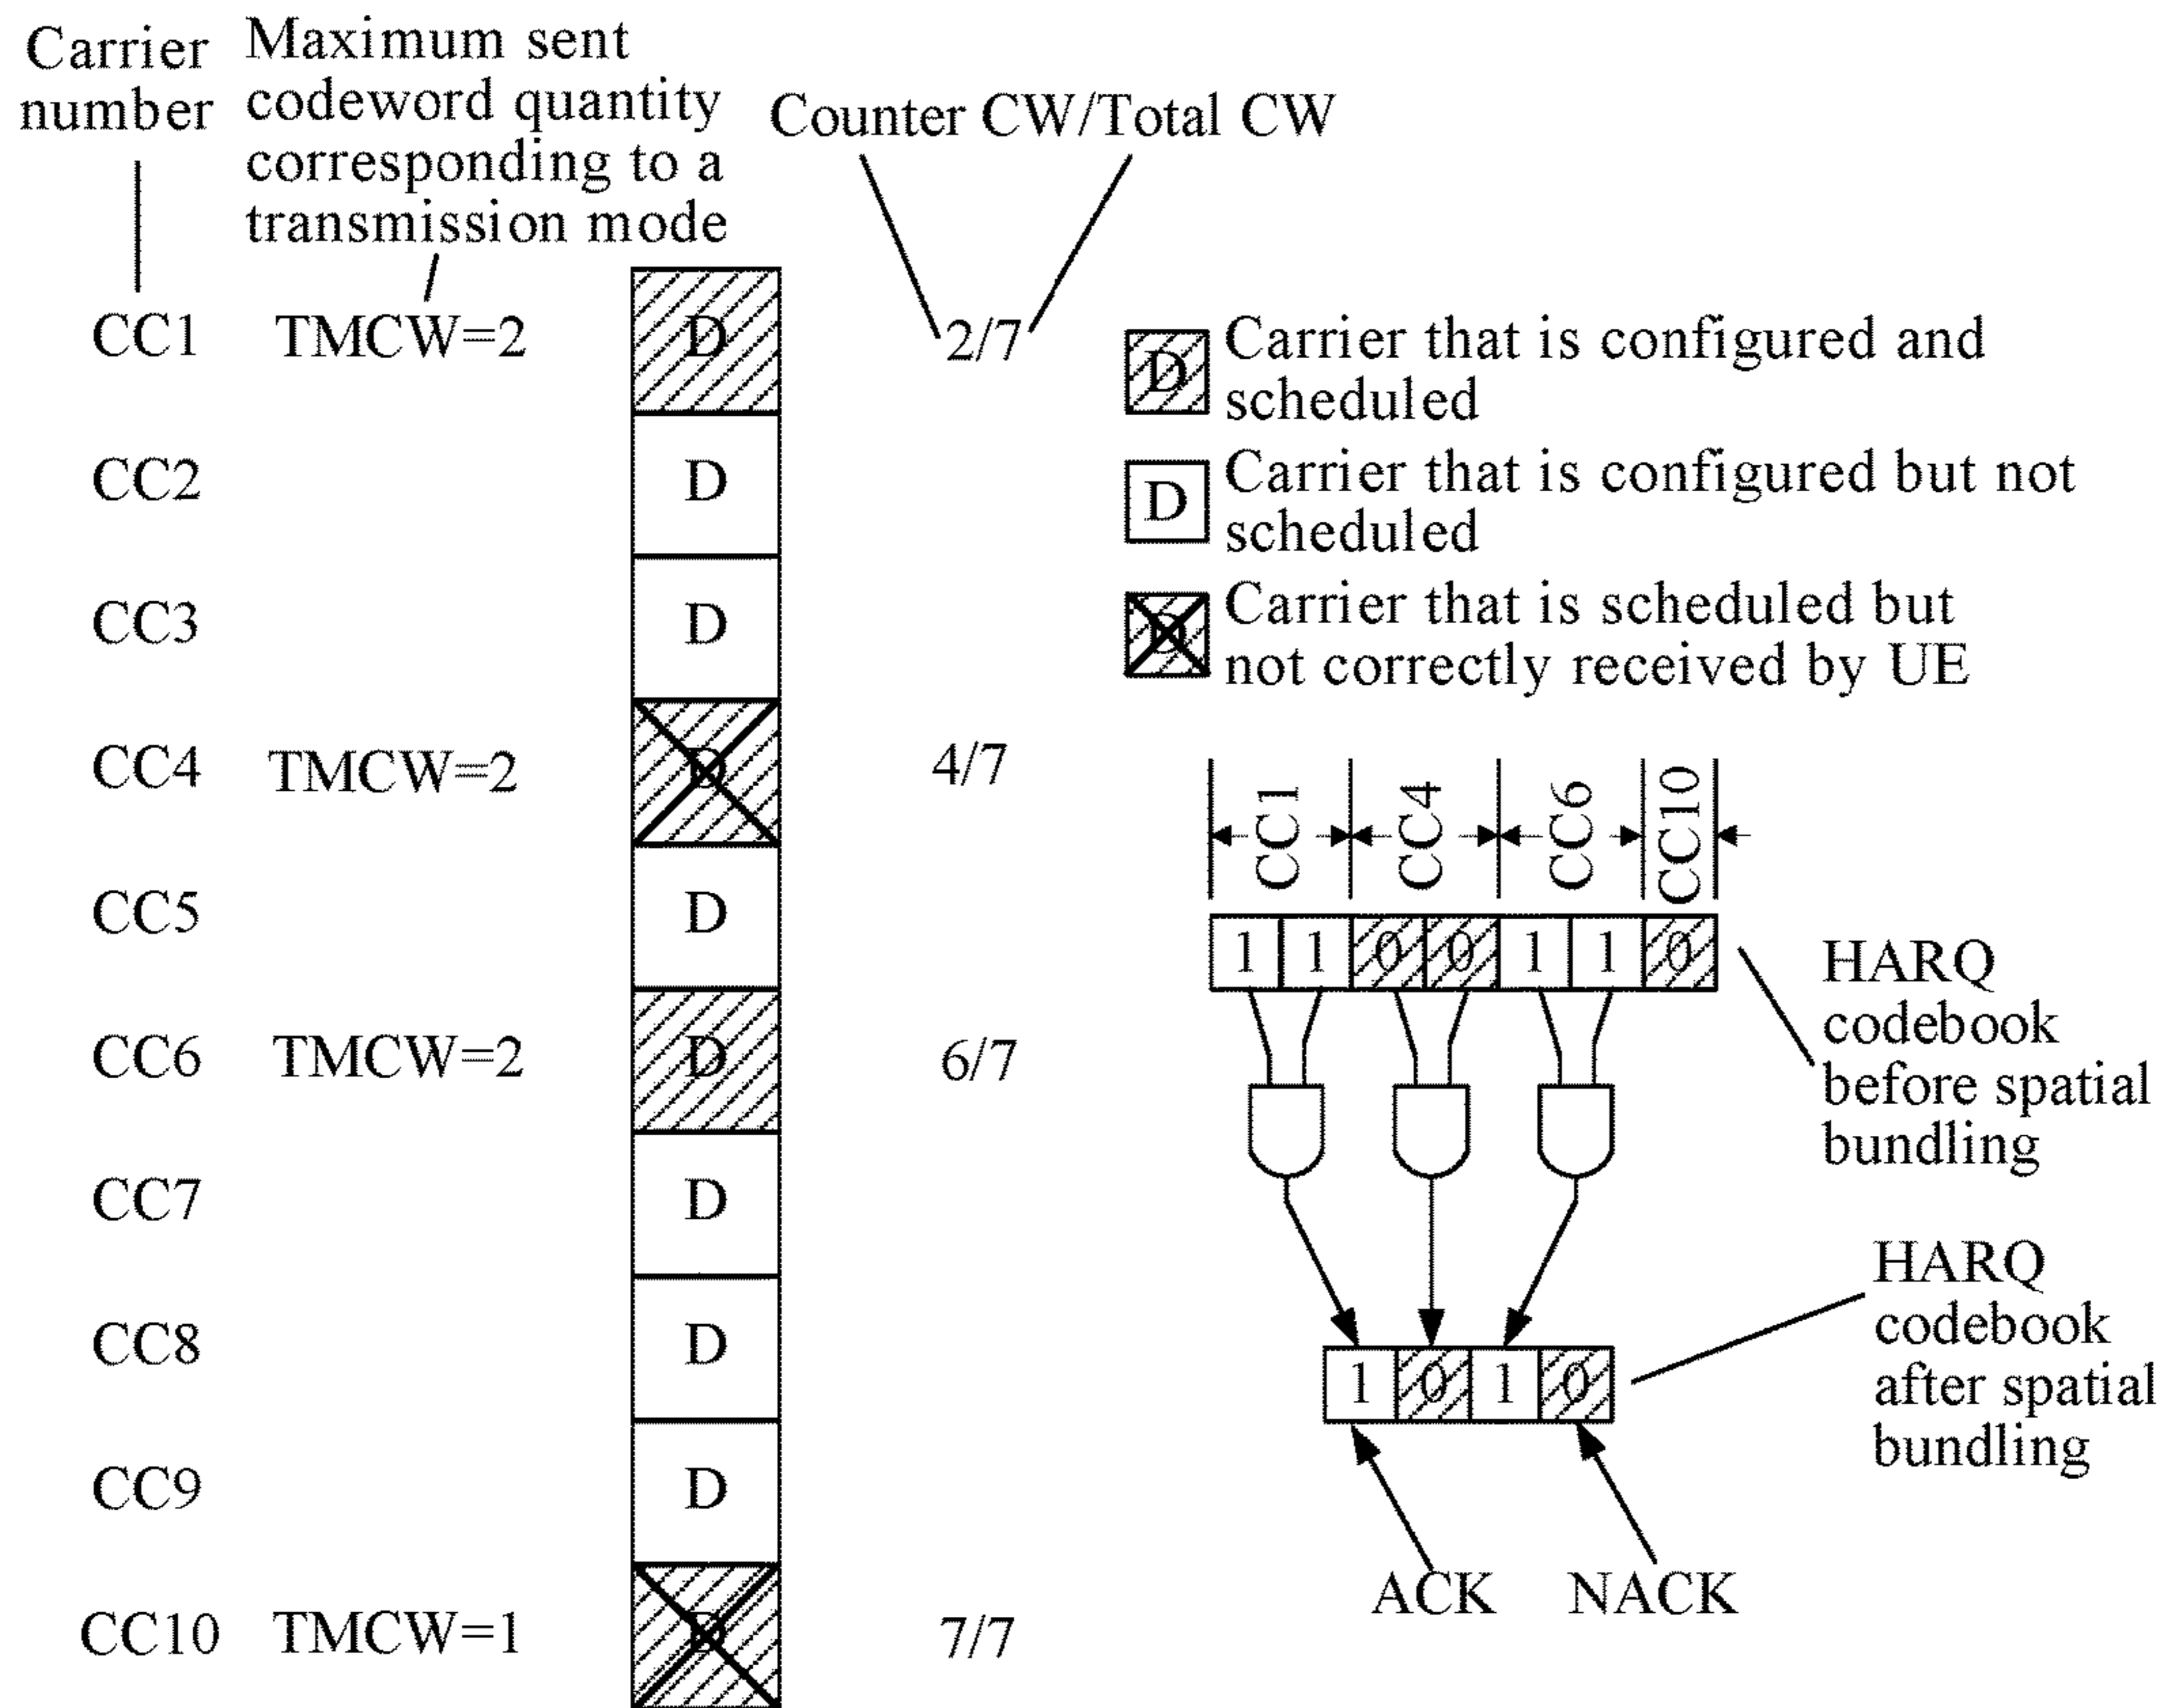 Carrier
number
Maximum sent
codeword quantity
corresponding to a
transmission mode
Counter CW/Total CW
CC1 TMCW=2 D 2/7
CC2 D
CC3 D
CC4 TMCW=2 D 4/7
CC5 D
CC6 TMCW=2 D 6/7
CC7 D
CC8 D
CC9 D
CC10 TMCW=1 D 7/7
D Carrier that is configured and
scheduled
D Carrier that is configured but not
scheduled
D Carrier that is scheduled but
not correctly received by UE
CC1 CC4 CC6 CC10
1 1 0 0 1 1 0
HARQ
codebook
before spatial
bundling
1 0 1 0
HARQ
codebook
after spatial
bundling
ACK NACK